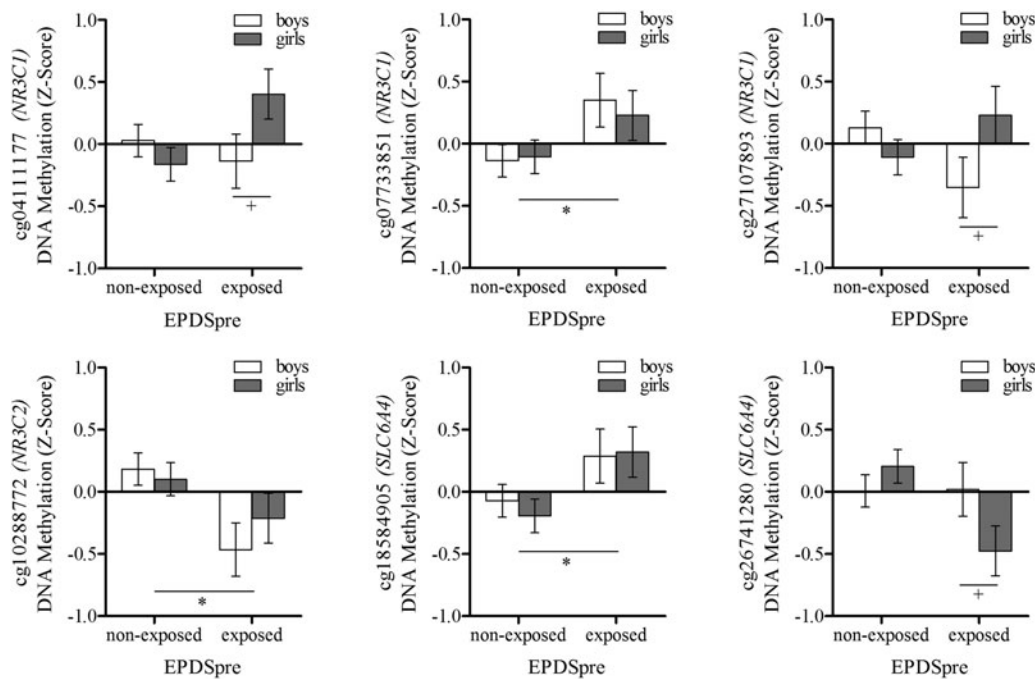 cg04111177 (NR3C1)
DNA Methylation (Z-Score)
1.0
0.5
0.0
-0.5
-1.0
boys
girls
+
non-exposed exposed
EPDSpre
cg07733851 (NR3C1)
DNA Methylation (Z-Score)
1.0
0.5
0.0
-0.5
-1.0
boys
girls
*
non-exposed exposed
EPDSpre
cg27107893 (NR3C1)
DNA Methylation (Z-Score)
1.0
0.5
0.0
-0.5
-1.0
boys
girls
+
non-exposed exposed
EPDSpre
cg10288772 (NR3C2)
DNA Methylation (Z-Score)
1.0
0.5
0.0
-0.5
-1.0
boys
girls
*
non-exposed exposed
EPDSpre
cg18584905 (SLC6A4)
DNA Methylation (Z-Score)
1.0
0.5
0.0
-0.5
-1.0
boys
girls
*
non-exposed exposed
EPDSpre
cg26741280 (SLC6A4)
DNA Methylation (Z-Score)
1.0
0.5
0.0
-0.5
-1.0
boys
girls
+
non-exposed exposed
EPDSpre